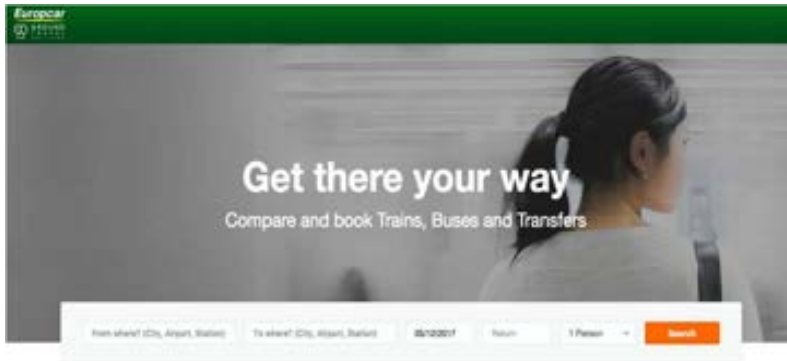 Europcar
Get there your way
Compare and book Trains, Buses and Transfers
From where? (City, Airport, Station) To where? (City, Airport, Station) Return 1 Person Search